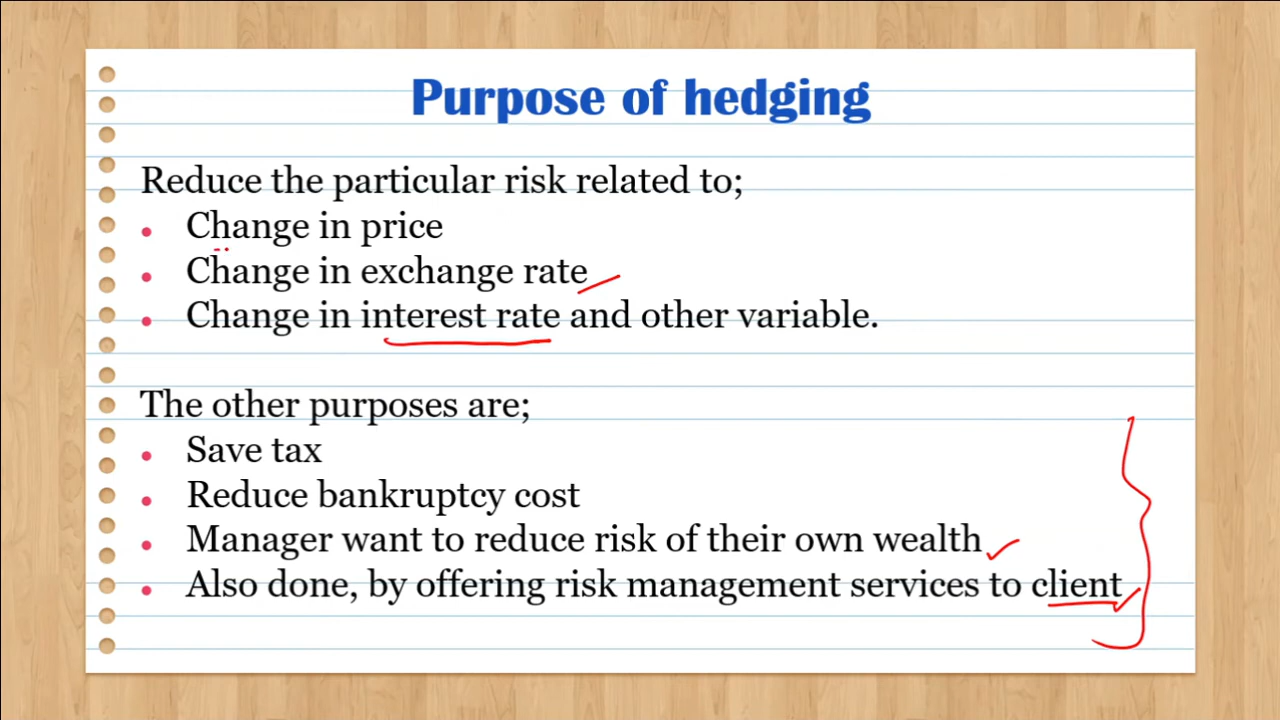 Purpose of hedging
Reduce the particular risk related to;
• Change in price
• Change in exchange rate
• Change in interest rate and other variable.
The other purposes are;
• Save tax
• Reduce bankruptcy cost
• Manager want to reduce risk of their own wealth
• Also done, by offering risk management services to client